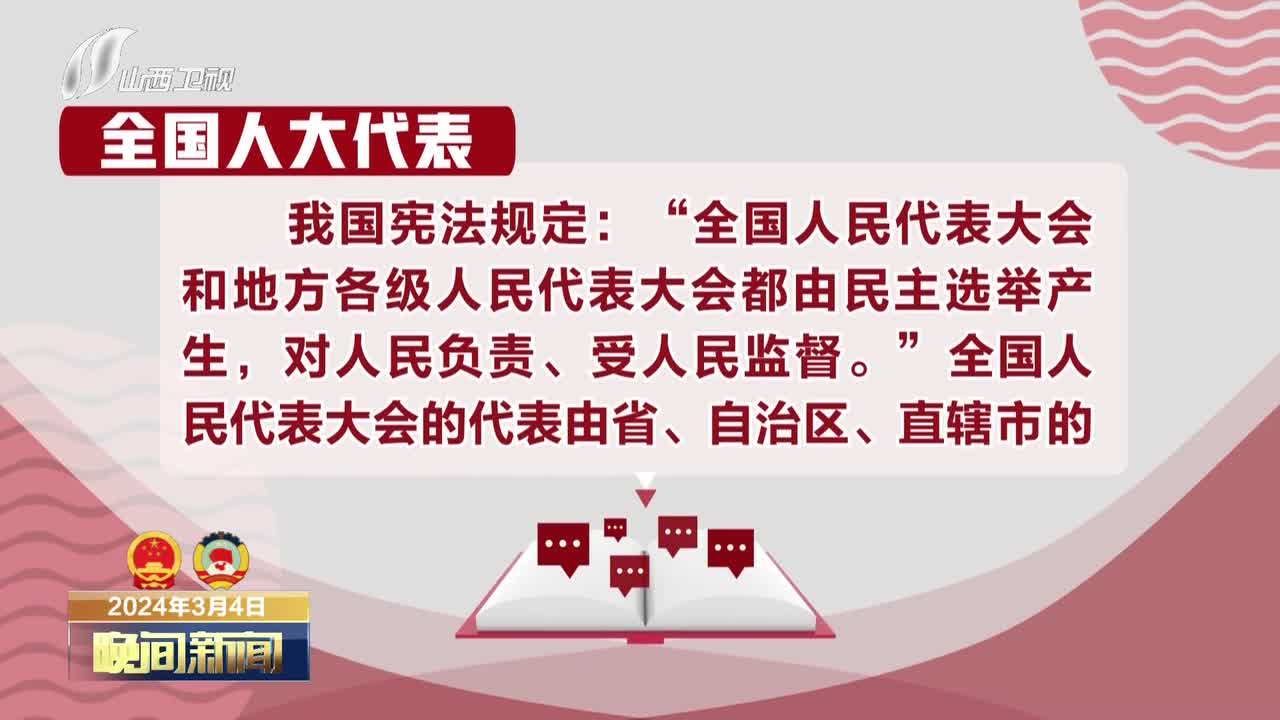 山西卫视
全国人大代表
我国宪法规定：“全国人民代表大会
和地方各级人民代表大会都由民主选举产
生，对人民负责、受人民监督。”全国人
民代表大会的代表由省、自治区、直辖市的
2024年3月4日
晚间新闻